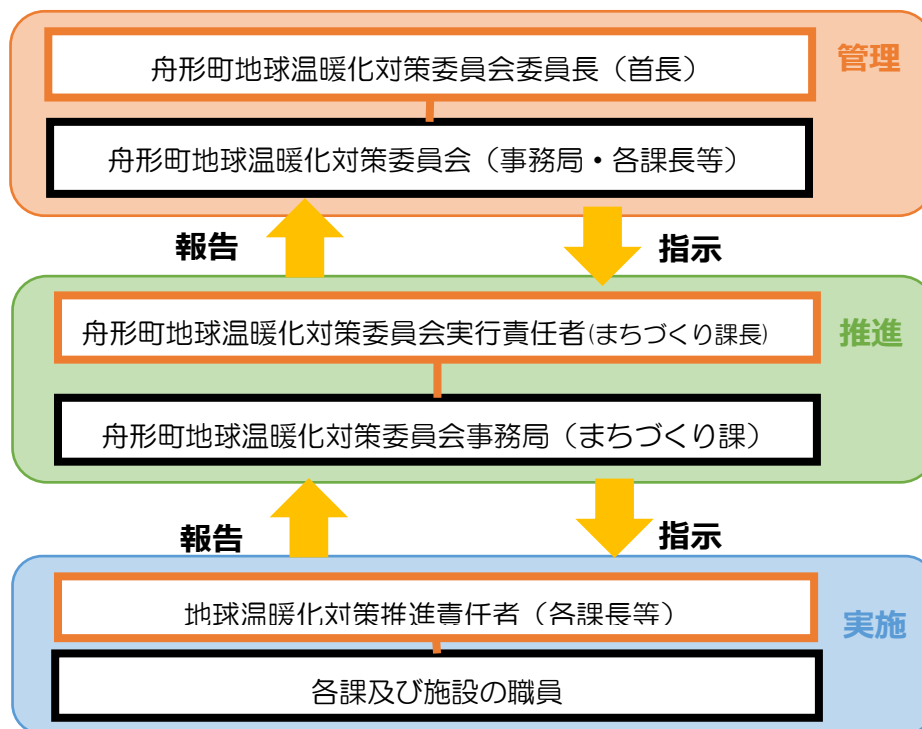 舟形町地球温暖化対策委員会委員長（首長）
管理
舟形町地球温暖化対策委員会（事務局・各課長等）
報告
指示
舟形町地球温暖化対策委員会実行責任者(まちづくり課長)
推進
舟形町地球温暖化対策委員会事務局（まちづくり課）
報告
指示
地球温暖化対策推進責任者（各課長等）
実施
各課及び施設の職員